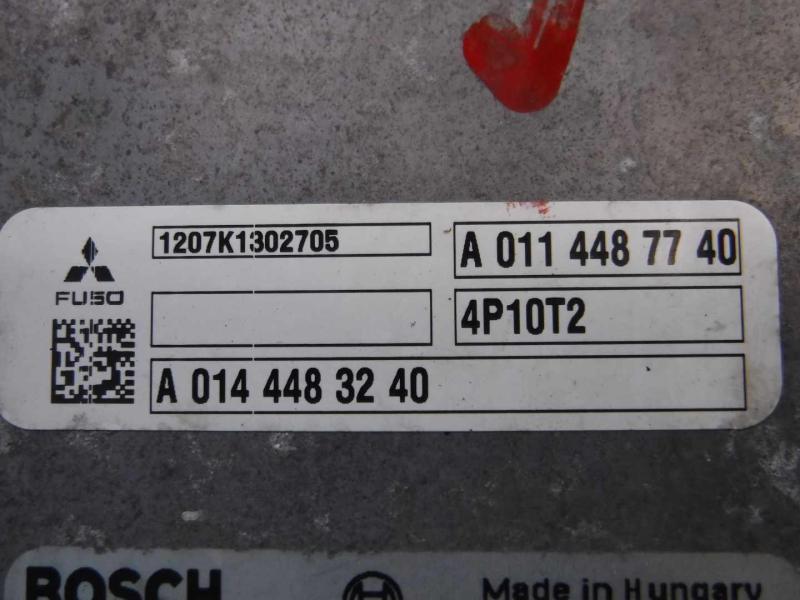 1207K1302705
A 011 448 77 40
FUSO
4P10T2
A 014 448 32 40
BOSCH
Made in Hungary